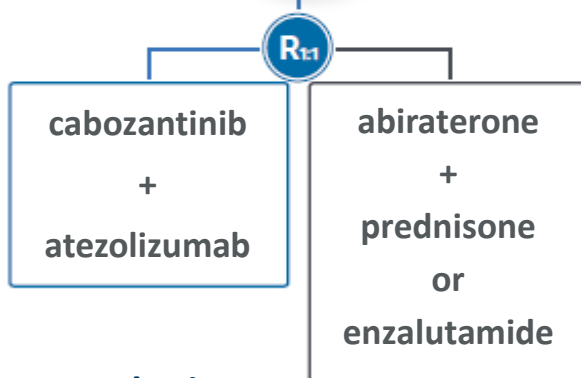 R1:1
cabozantinib
+
atezolizumab
abiraterone
+
prednisone
or
enzalutamide